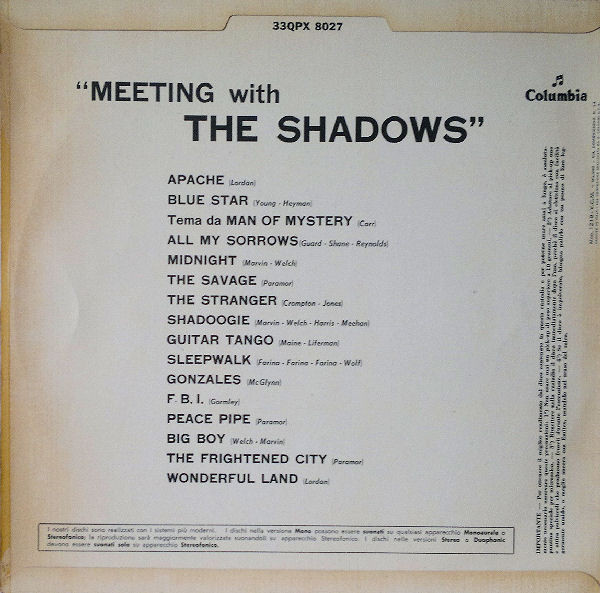 33QPX 8027
"MEETING with
THE SHADOWS"
Columbia
APACHE (Lordan)
BLUE STAR (Young - Heyman)
Tema da MAN OF MYSTERY (Carr)
ALL MY SORROWS (Guard - Shane - Reynolds)
MIDNIGHT (Marvin - Welch)
THE SAVAGE (Paramor)
THE STRANGER (Crompton - Jones)
SHADOOGIE (Marvin - Welch - Harris - Meehan)
GUITAR TANGO (Maine - Liferman)
SLEEPWALK (Farina - Farina - Farina - Wolf)
GONZALES (McGlynn)
F. B. I. (Gormley)
PEACE PIPE (Paramor)
BIG BOY (Welch - Marvin)
THE FRIGHTENED CITY (Paramor)
WONDERFUL LAND (Lordan)
I nostri dischi sono realizzati con i sistemi più moderni. I dischi nella versione Mono possono essere suonati su qualsiasi apparecchio Monoaurale o
Stereofonico; la riproduzione sarà maggiormente valorizzata suonandoli su apparecchio Stereofonico. I dischi nelle versioni Stereo o Duophonic
devono essere suonati solo su apparecchio Stereofonico.
IMPORTANTE